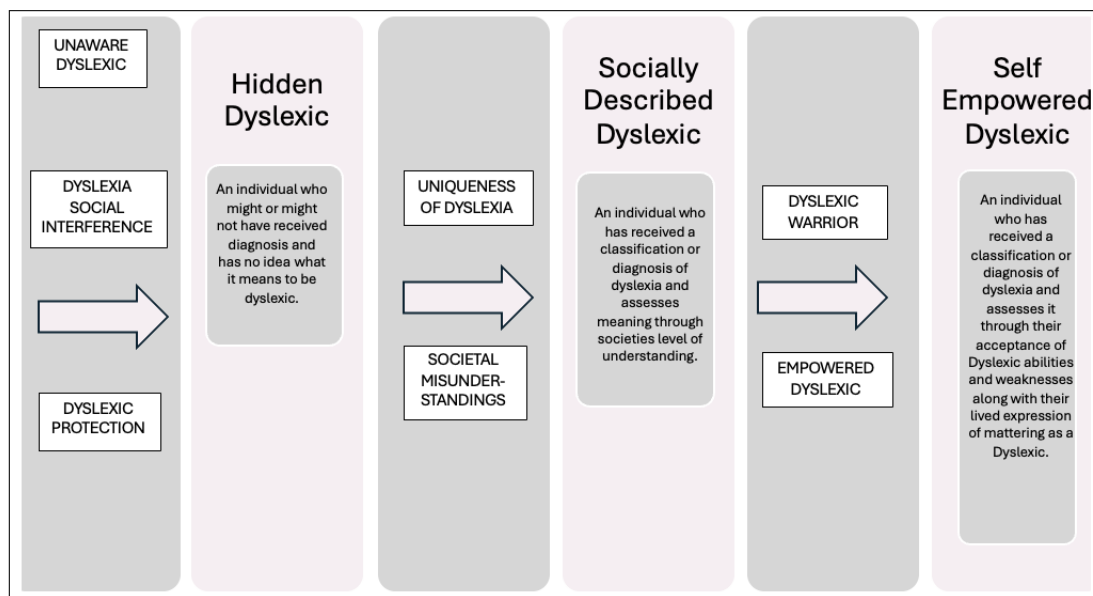 UNAWARE
DYSLEXIC
DYSLEXIA
SOCIAL
INTERFERENCE
DYSLEXIC
PROTECTION
Hidden
Dyslexic
An individual who
might or might
not have received
diagnosis and
has no idea what
it means to be
dyslexic.
UNIQUENESS
OF DYSLEXIA
SOCIETAL
MISUNDER-
STANDINGS
Socially
Described
Dyslexic
An individual who
has received a
classification or
diagnosis of
dyslexia and
assesses
meaning through
societies level of
understanding.
DYSLEXIC
WARRIOR
EMPOWERED
DYSLEXIC
Self
Empowered
Dyslexic
An individual
who has
received a
classification or
diagnosis of
dyslexia and
assesses it
through their
acceptance of
Dyslexic abilities
and weaknesses
along with their
lived expression
of mattering as a
Dyslexic.